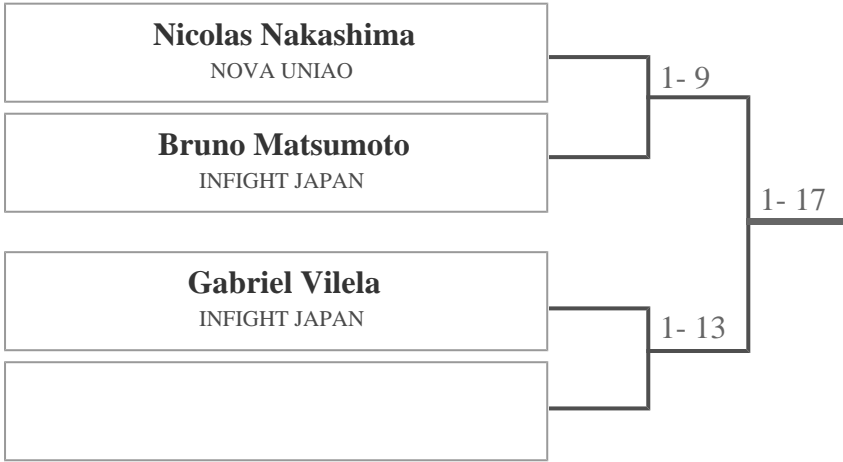 Nicolas Nakashima
NOVA UNIAO
1- 9
Bruno Matsumoto
INFIGHT JAPAN
1- 17
Gabriel Vilela
INFIGHT JAPAN
1- 13